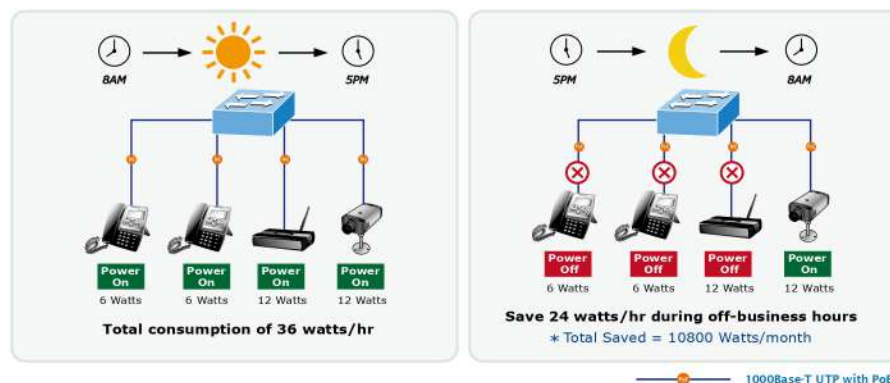 8AM
5PM
Power On
Power On
Power On
Power On
6 Watts
6 Watts
12 Watts
12 Watts
Total consumption of 36 watts/hr
5PM
8AM
Power Off
Power Off
Power Off
Power On
6 Watts
6 Watts
12 Watts
12 Watts
Save 24 watts/hr during off-business hours
* Total Saved = 10800 Watts/month
1000Base-T UTP with PoE